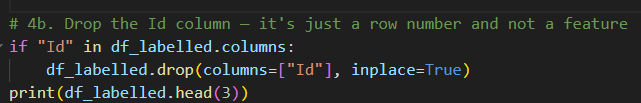 # 4b. Drop the Id column — it's just a row number and not a feature
if "Id" in df_labelled.columns:
    df_labelled.drop(columns=["Id"], inplace=True)
print(df_labelled.head(3))